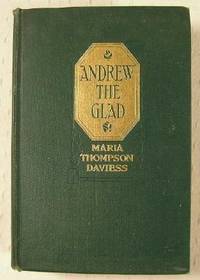 ANDREW
THE
GLAD
MARIA
THOMPSON
DAVIESS